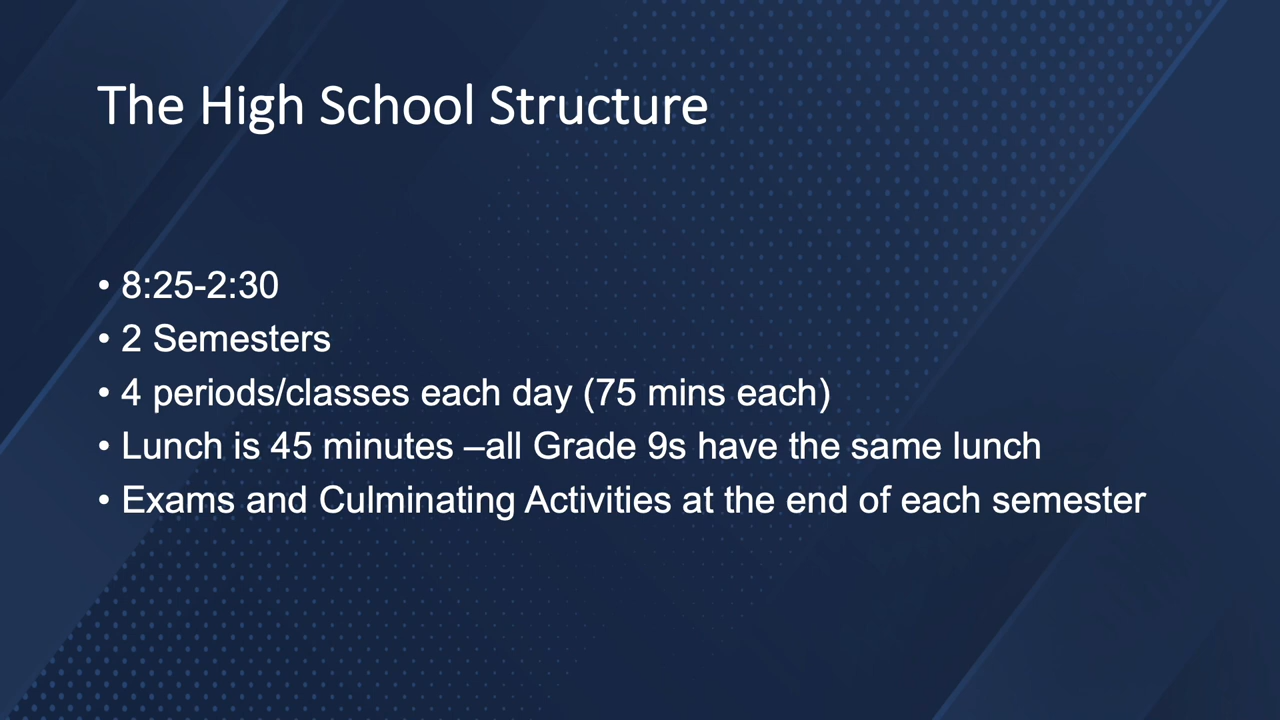 The High School Structure
• 8:25-2:30
• 2 Semesters
• 4 periods/classes each day (75 mins each)
• Lunch is 45 minutes –all Grade 9s have the same lunch
• Exams and Culminating Activities at the end of each semester